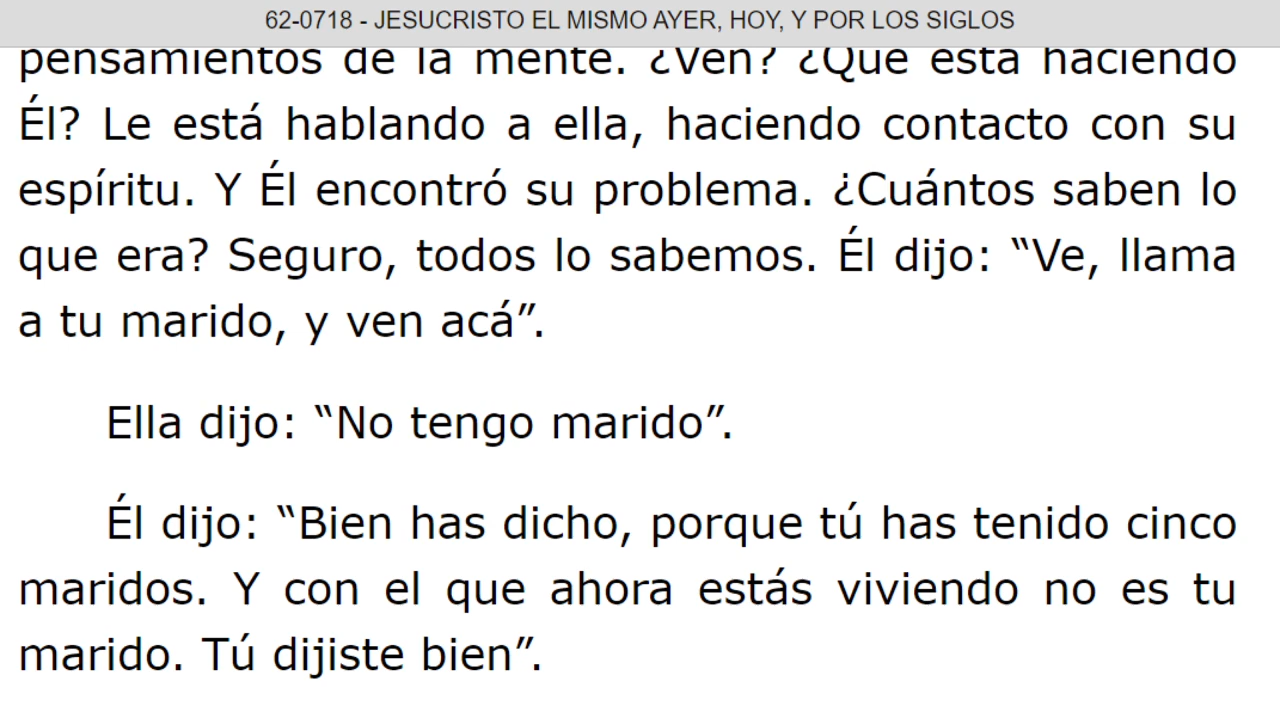 62-0718 - JESUCRISTO EL MISMO AYER, HOY, Y POR LOS SIGLOS
pensamientos de la mente. ¿Ven? ¿Qué está haciendo
Él? Le está hablando a ella, haciendo contacto con su
espíritu. Y Él encontró su problema. ¿Cuántos saben lo
que era? Seguro, todos lo sabemos. Él dijo: “Ve, llama
a tu marido, y ven acá”.
Ella dijo: “No tengo marido”.
Él dijo: “Bien has dicho, porque tú has tenido cinco
maridos. Y con el que ahora estás viviendo no es tu
marido. Tú dijiste bien”.